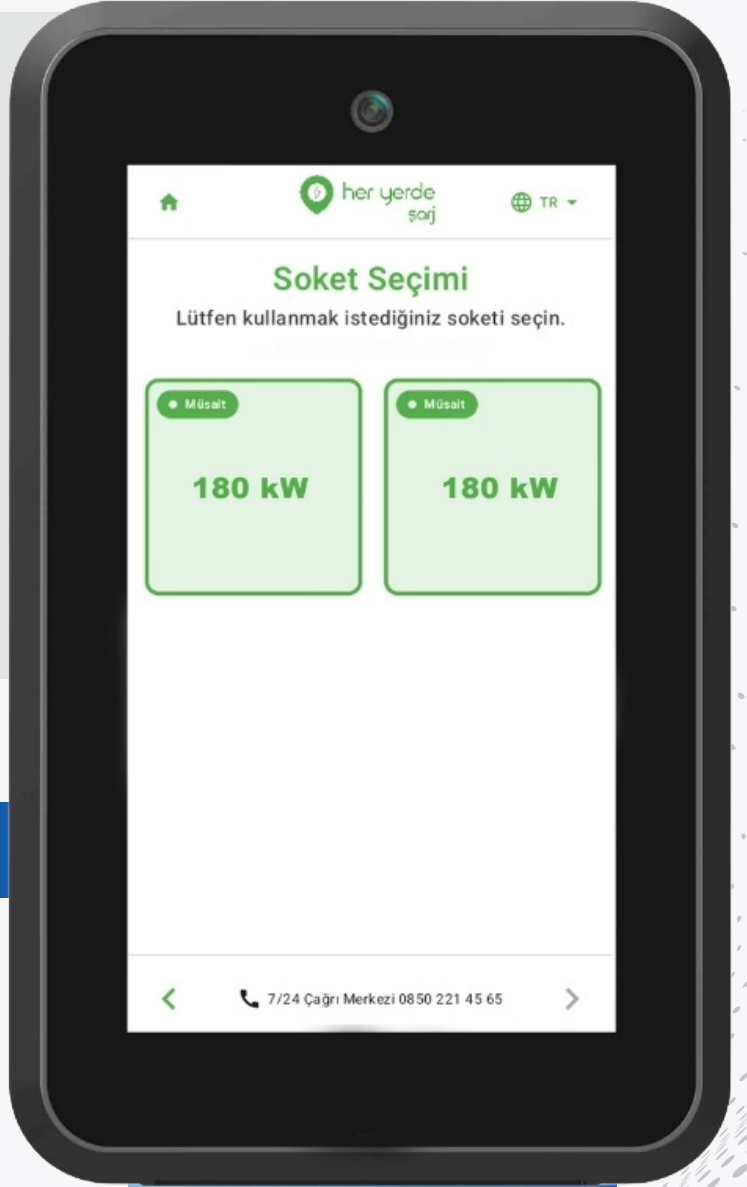 her yerde
şarj
TR
Soket Seçimi
Lütfen kullanmak istediğiniz soketi seçin.
Müsait
Müsait
180 kW
180 kW
7/24 Çağrı Merkezi 0850 221 45 65